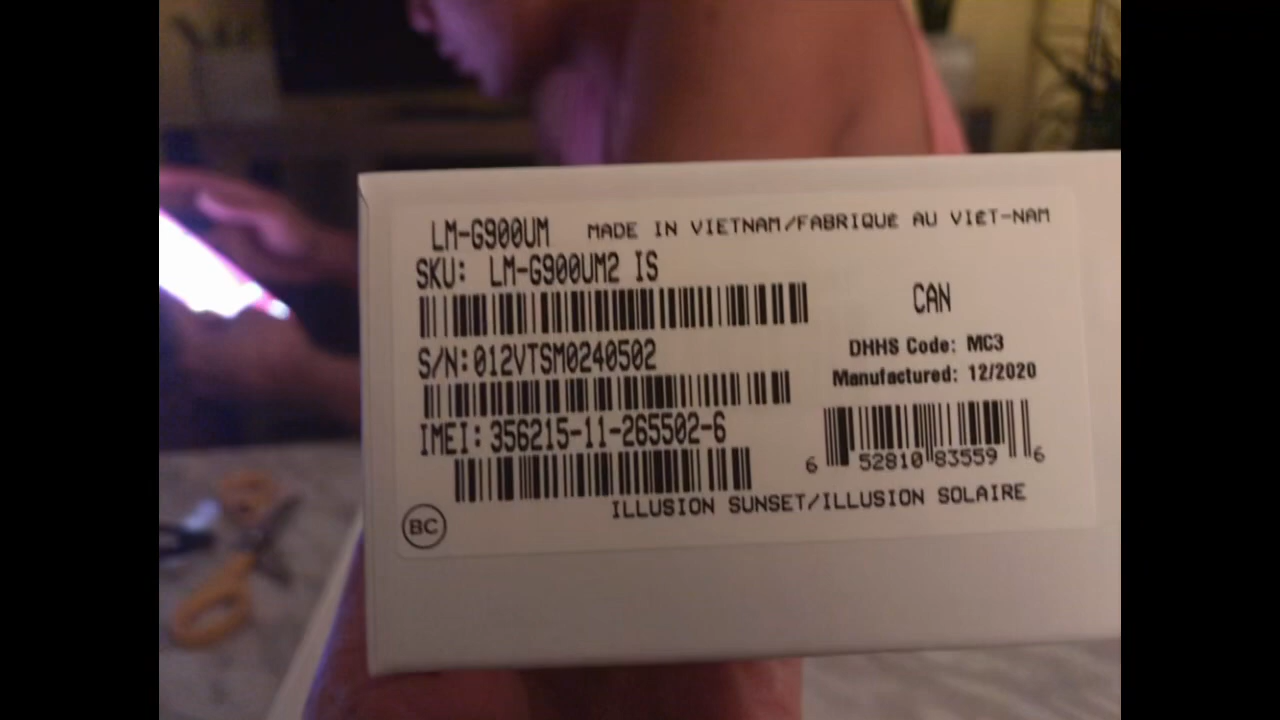 LM-G900UM MADE IN VIETNAM/FABRIQUE AU VIET-NAM
SKU: LM-G900UM2 IS
CAN
S/N:012VTSM0240502
DHHS Code: MC3
Manufactured: 12/2020
IMEI: 356215-11-265502-6
6 52810 83559 6
ILLUSION SUNSET/ILLUSION SOLAIRE
BC